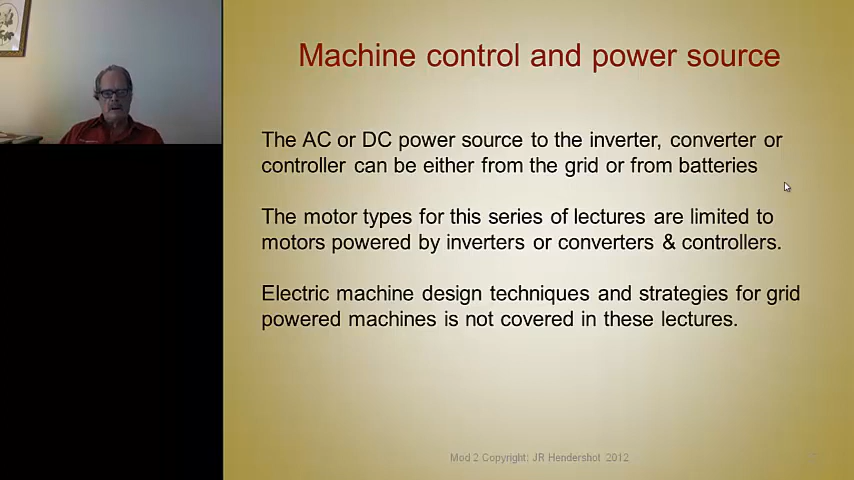 Machine control and power source
The AC or DC power source to the inverter, converter or
controller can be either from the grid or from batteries
The motor types for this series of lectures are limited to
motors powered by inverters or converters & controllers.
Electric machine design techniques and strategies for grid
powered machines is not covered in these lectures.
Mod 2 Copyright: JR Hendershot 2012